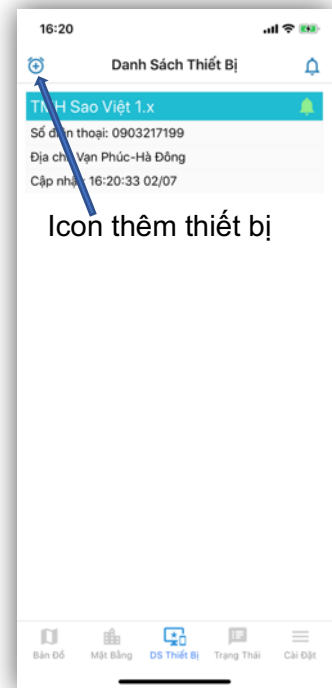 16:20
Danh Sách Thiết Bị
TNH Sao Việt 1.x
Số điện thoại: 0903217199
Địa chỉ: Vạn Phúc-Hà Đông
Cập nhật: 16:20:33 02/07
Icon thêm thiết bị
Bản Đồ
Mặt Bằng
DS Thiết Bị
Trạng Thái
Cài Đặt